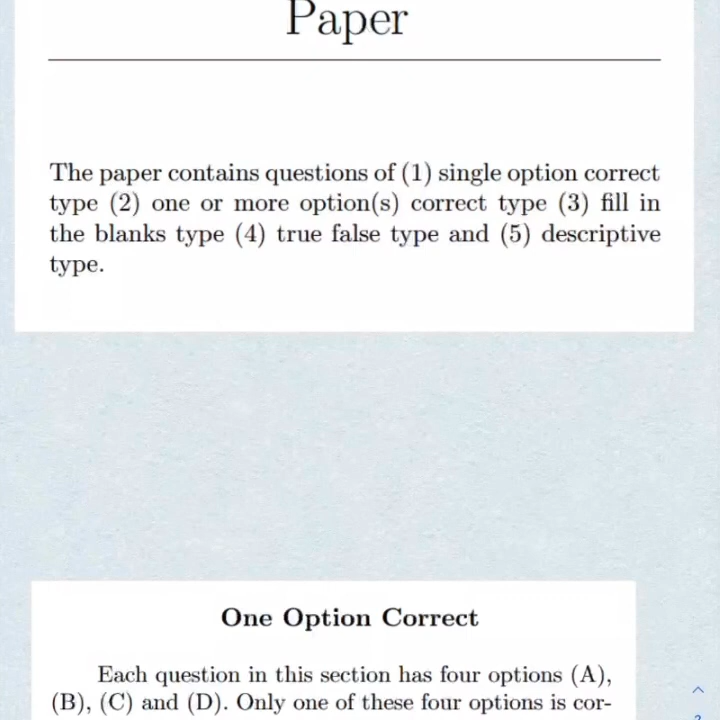 Paper
The paper contains questions of (1) single option correct
type (2) one or more option(s) correct type (3) fill in
the blanks type (4) true false type and (5) descriptive
type.
One Option Correct
Each question in this section has four options (A),
(B), (C) and (D). Only one of these four options is cor-